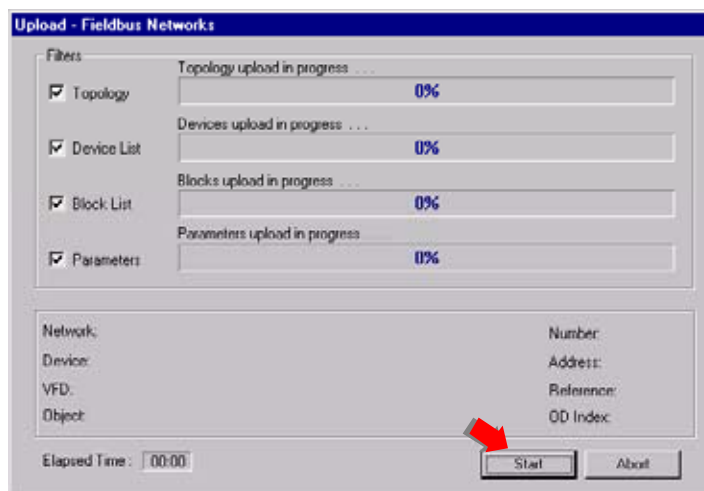 Upload - Fieldbus Networks
Filters
Topology upload in progress . . .
Topology
0%
Devices upload in progress . . .
Device List
0%
Blocks upload in progress . . .
Block List
0%
Parameters upload in progress
Parameters
0%
Network: Number:
Device: Address:
VFD: Reference:
Object: OD Index:
Elapsed Time : 00:00 Start Abort